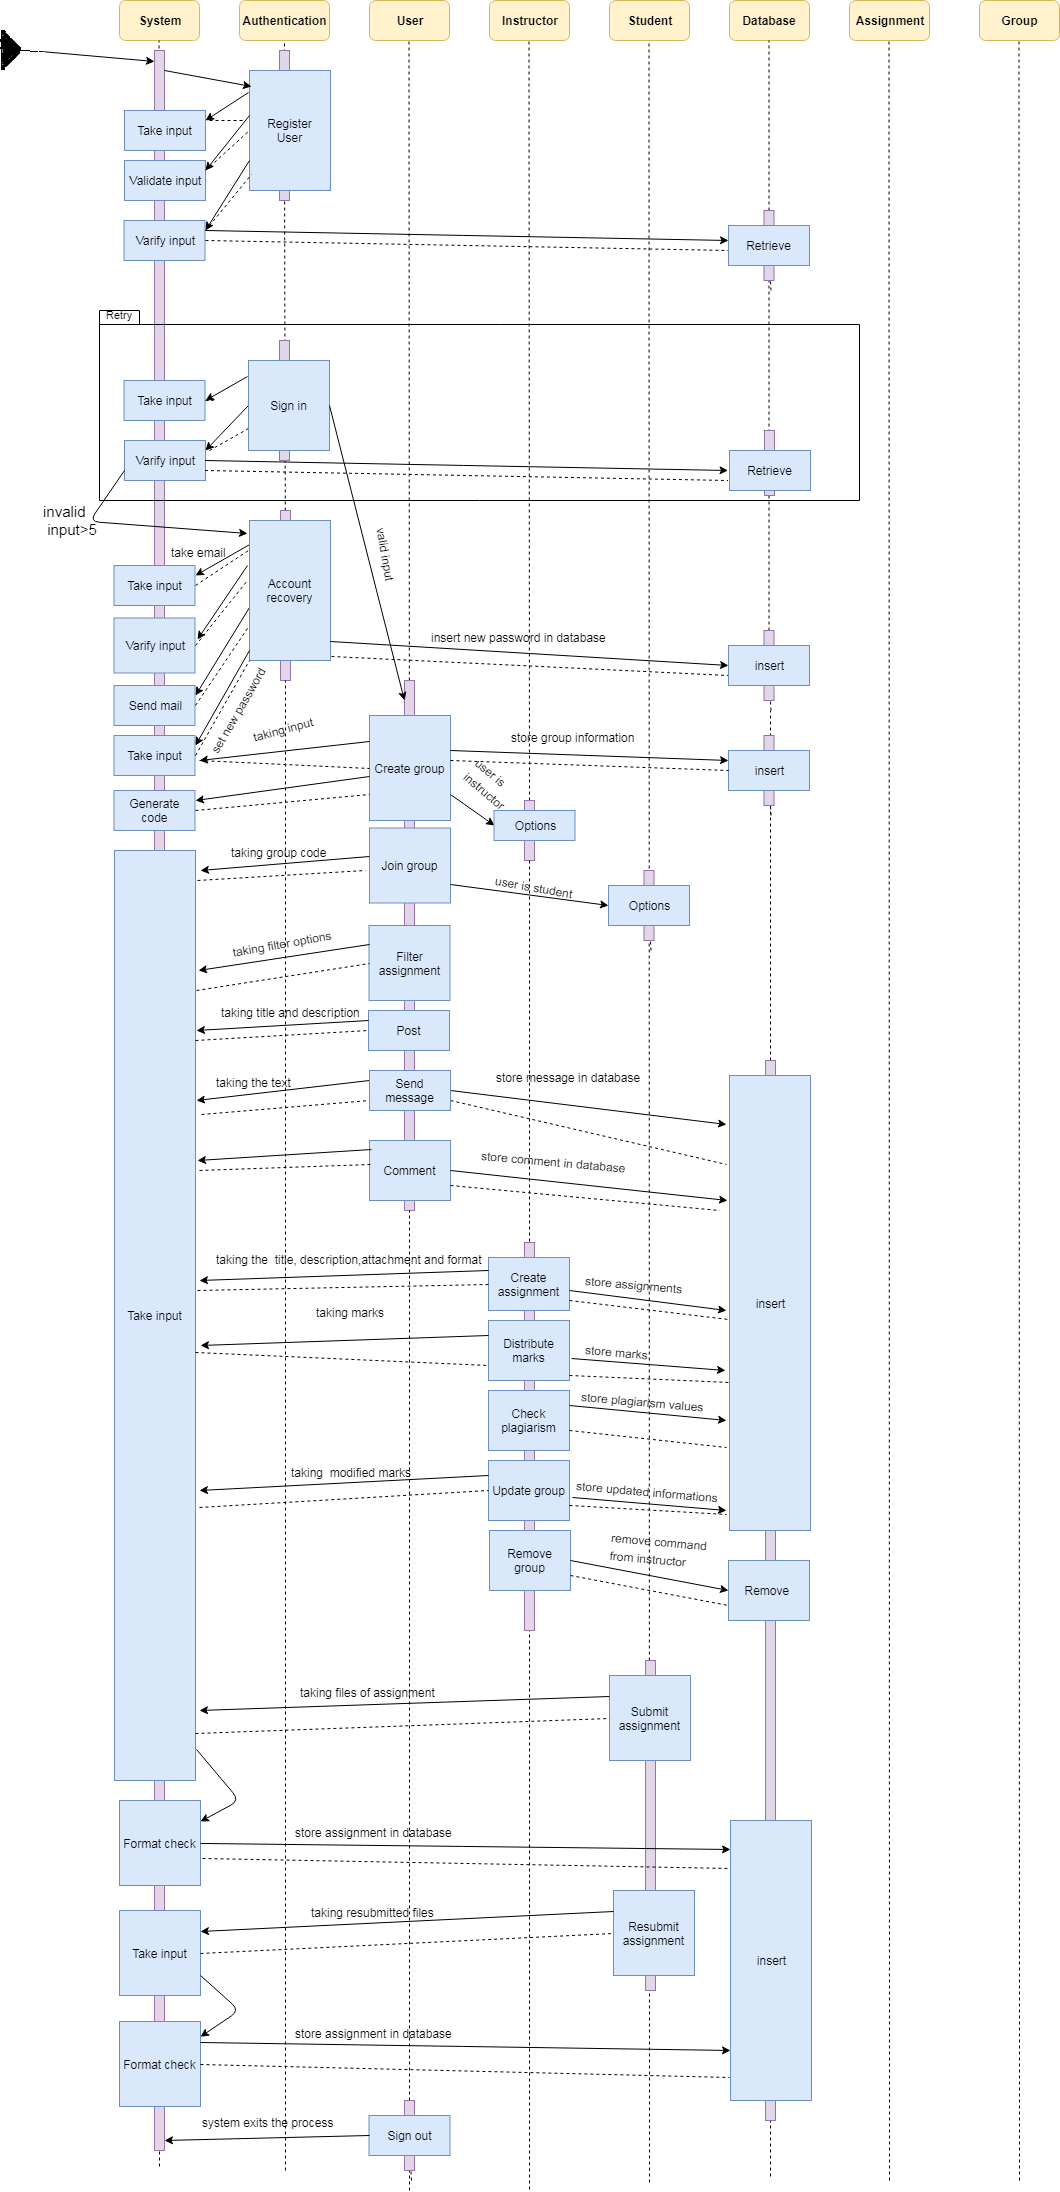 System
Authentication
User
Instructor
Student
Database
Assignment
Group
Register
User
Take input
Validate input
Varify input
Retrieve
Retry
Take input
Sign in
Varify input
Retrieve
invalid
input>5
valid input
take email
Account
recovery
Take input
Varify input
insert new password in database
insert
Send mail
set new password
Take input
taking input
Create group
store group information
insert
user is
instructor
Generate
code
Options
taking group code
Join group
user is student
Options
taking filter options
Filter
assignment
taking title and description
Post
taking the text
Send
message
store message in database
Comment
store comment in database
taking the  title, description,attachment and format
Create
assignment
store assignments
Take input
insert
taking marks
Distribute
marks
store marks
Check
plagiarism
store plagiarism values
taking  modified marks
Update group
store updated informations
Remove
group
remove command
from instructor
Remove
taking files of assignment
Submit
assignment
Format check
store assignment in database
taking resubmitted files
Resubmit
assignment
Take input
insert
store assignment in database
Format check
system exits the process
Sign out